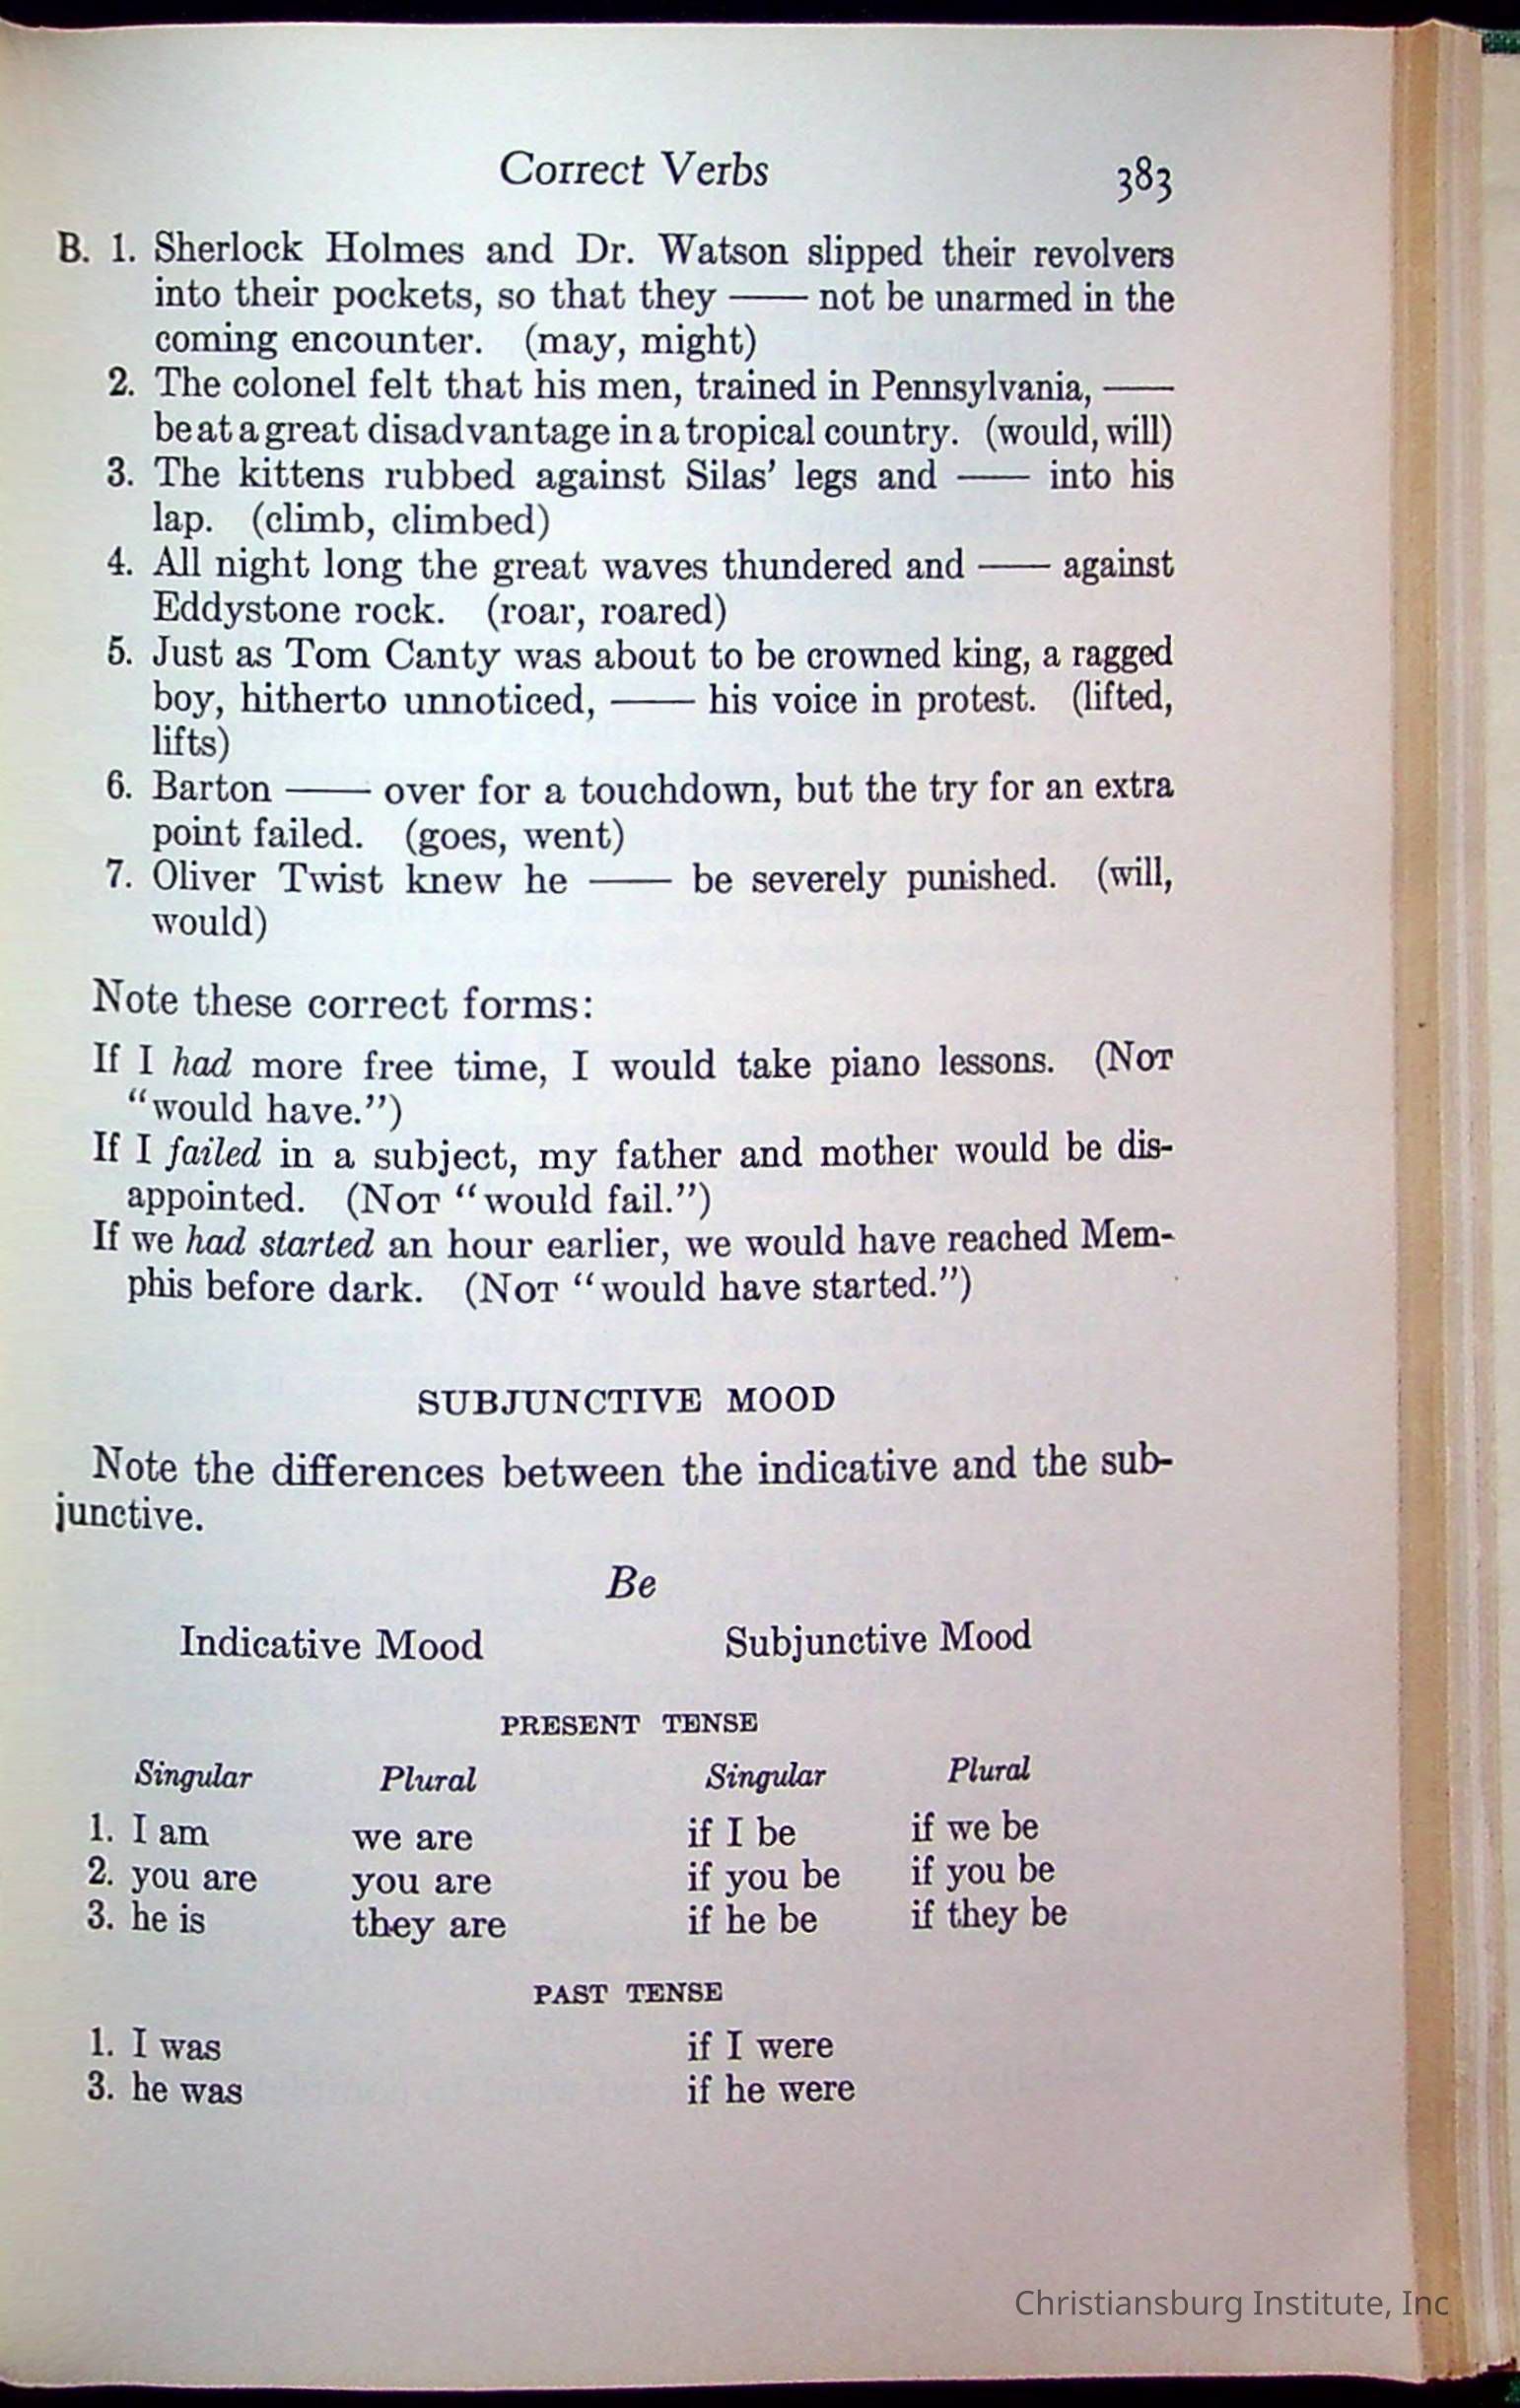 Correct Verbs 383
B. 1. Sherlock Holmes and Dr. Watson slipped their revolvers
into their pockets, so that they —— not be unarmed in the
coming encounter. (may, might)
2. The colonel felt that his men, trained in Pennsylvania, ——
be at a great disadvantage in a tropical country. (would, will)
3. The kittens rubbed against Silas’ legs and —— into his
lap. (climb, climbed)
4. All night long the great waves thundered and —— against
Eddystone rock. (roar, roared)
5. Just as Tom Canty was about to be crowned king, a ragged
boy, hitherto unnoticed, —— his voice in protest. (lifted,
lifts)
6. Barton —— over for a touchdown, but the try for an extra
point failed. (goes, went)
7. Oliver Twist knew he —— be severely punished. (will,
would)
Note these correct forms:
If I had more free time, I would take piano lessons. (Not
“would have.”)
If I failed in a subject, my father and mother would be dis-
appointed. (Not “would fail.”)
If we had started an hour earlier, we would have reached Mem-
phis before dark. (Not “would have started.”)
SUBJUNCTIVE MOOD
Note the differences between the indicative and the sub-
junctive.
Be
Indicative Mood Subjunctive Mood
PRESENT TENSE
Singular Plural Singular Plural
1. I am we are if I be if we be
2. you are you are if you be if you be
3. he is they are if he be if they be
PAST TENSE
1. I was if I were
3. he was if he were
Christiansburg Institute, Inc